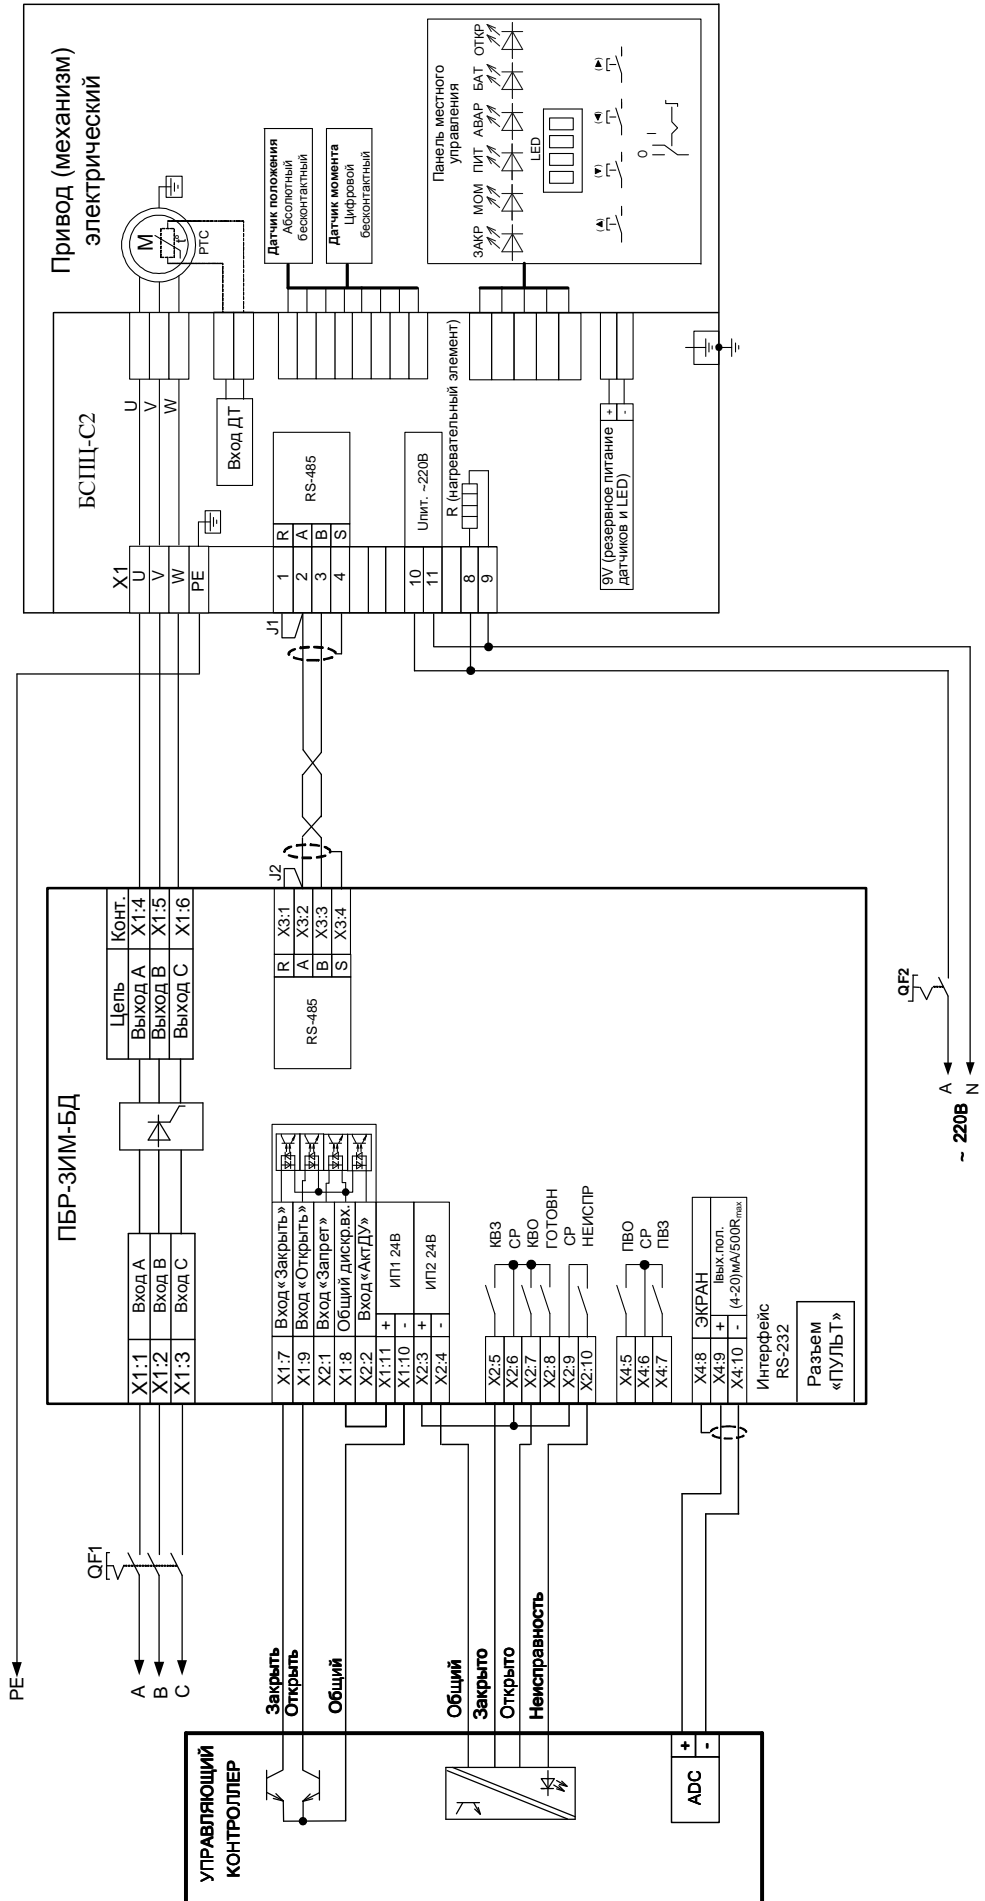 Привод (механизм)
электрический
М
t°
РТС
Датчик положения
Абсолютный
бесконтактный
Датчик момента
Цифровой
бесконтактный
Панель местного
управления
ЗАКР
МОМ
ПИТ
АВАР
БАТ
ОТКР
LED
0
I
БСПЦ-С2
U
V
W
Вход ДТ
RS-485
Uпит. ~220В
R (нагревательный элемент)
9V (резервное питание
датчиков и LED)
+
-
X1
U
V
W
PE
1
R
2
A
3
B
4
S
10
11
8
9
J1
PE
ПБР-3ИМ-БД
Цепь
Конт.
Выход А
X1:4
Выход В
X1:5
Выход С
X1:6
J2
R
X3:1
A
X3:2
B
X3:3
S
X3:4
RS-485
X1:1
Вход А
X1:2
Вход В
X1:3
Вход С
X1:7
Вход «Закрыть»
X1:9
Вход «Открыть»
X2:1
Вход «Запрет»
X1:8
Общий дискр.вх.
X2:2
Вход «АктДУ»
X1:11
+
X1:10
-
ИП1 24В
X2:3
+
X2:4
-
ИП2 24В
X2:5
КВЗ
X2:6
СР
X2:7
КВО
X2:8
ГОТОВН
X2:9
СР
X2:10
НЕИСПР
X4:5
ПВО
X4:6
СР
X4:7
ПВЗ
X4:8
ЭКРАН
X4:9
+
X4:10
-
Iвых.пол.
(4-20)мА/500Rmax
Интерфейс
RS-232
Разъем
«ПУЛЬТ»
QF2
A
N
~ 220В
QF1
A
B
C
Закрыть
Открыть
Общий
Общий
Закрыто
Открыто
Неисправность
УПРАВЛЯЮЩИЙ
КОНТРОЛЛЕР
ADC
+
-